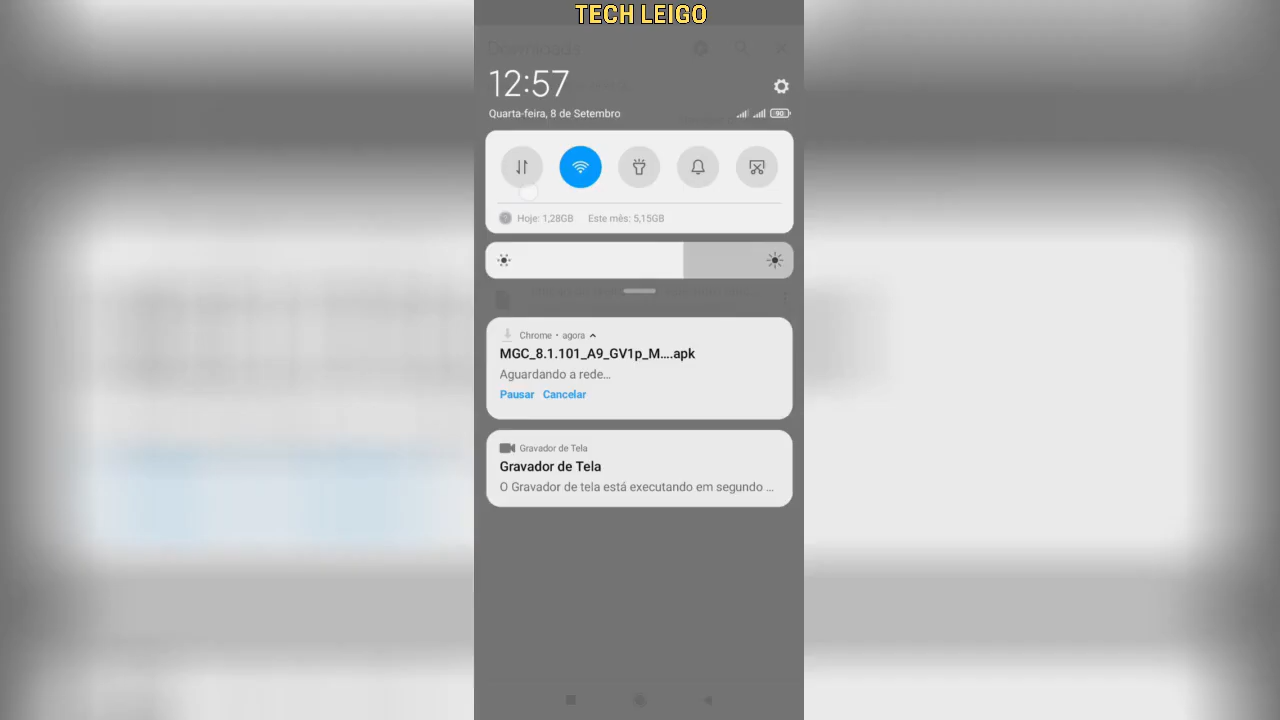 TECH LEIGO
Downloads
12:57
Quarta-feira, 8 de Setembro
90
Hoje: 1,28GB Este mês: 5,15GB
Chrome • agora
MGC_8.1.101_A9_GV1p_M....apk
Aguardando a rede...
Pausar Cancelar
Gravador de Tela
Gravador de Tela
O Gravador de tela está executando em segundo ...